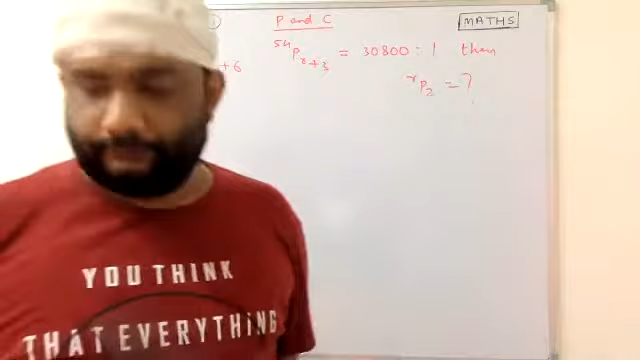 P and C
MATHS
+6
54Pr+3 = 30800 : 1 then
rP2 = ?
YOU THINK
THAT EVERYTHING